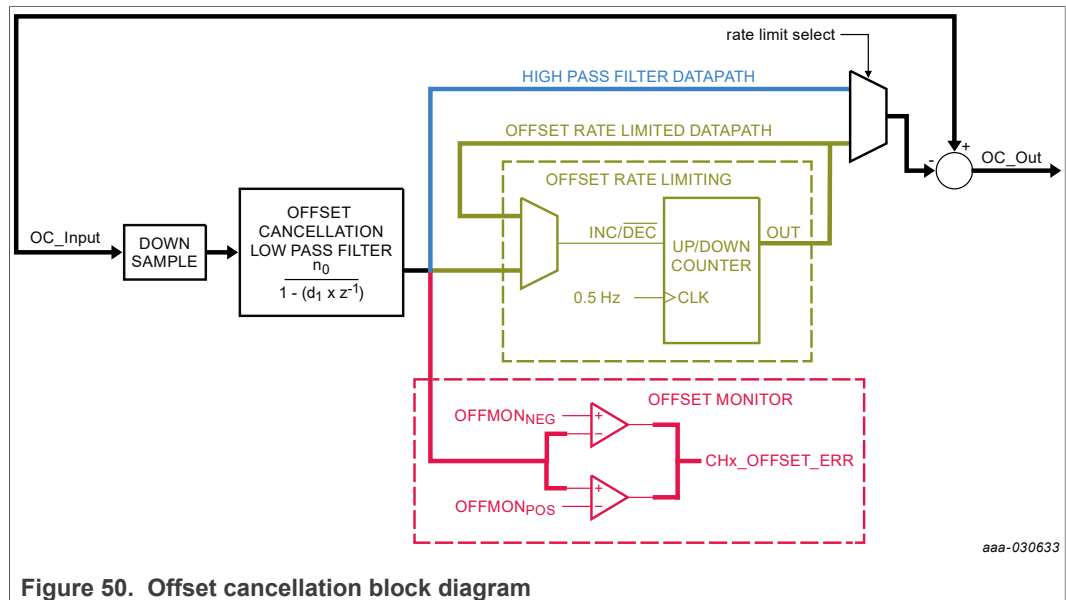 rate limit select
HIGH PASS FILTER DATAPATH
OFFSET RATE LIMITED DATAPATH
OFFSET RATE LIMITING
OC_Input
DOWN
SAMPLE
OFFSET
CANCELLATION
LOW PASS FILTER
n0
1 - (d1 x z-1)
INC/DEC
UP/DOWN
COUNTER
OUT
0.5 Hz
CLK
+
-
OC_Out
OFFSET MONITOR
OFFMONNEG
+
−
CHx_OFFSET_ERR
+
−
OFFMONPOS
aaa-030633
Figure 50. Offset cancellation block diagram